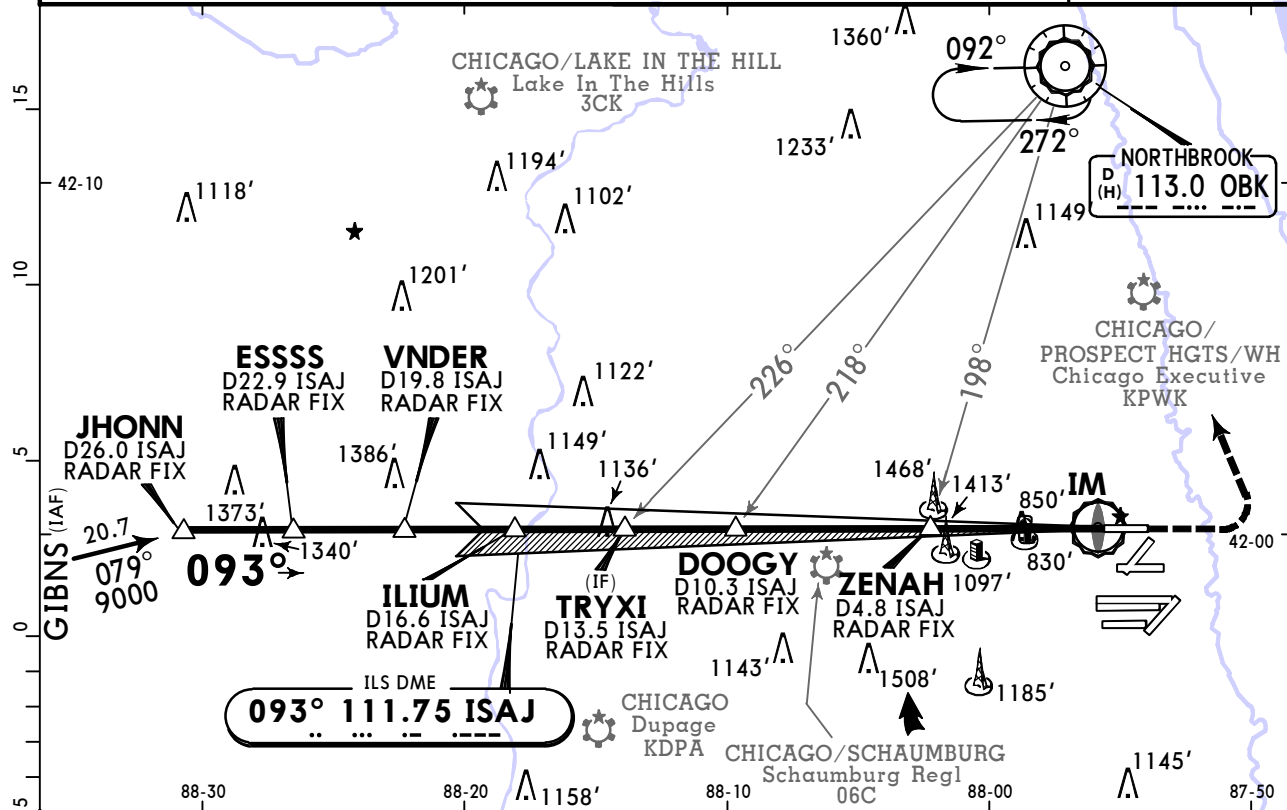 1360'
CHICAGO/LAKE IN THE HILL
Lake In The Hills
3CK
092°
272°
15
1233'
NORTHBROOK
D
(H) 113.0 OBK
42-10
1118'
1194'
1102'
1149'
10
1201'
CHICAGO/
PROSPECT HGTS/WH
Chicago Executive
KPWK
226°
218°
198°
ESSSS
D22.9 ISAJ
RADAR FIX
VNDER
D19.8 ISAJ
RADAR FIX
1122'
JHONN
D26.0 ISAJ
RADAR FIX
5
1386'
1149'
1136'
1468'
1413'
850'
IM
1373'
1340'
GIBNS (IAF)
20.7
079°
9000
093°
42-00
830'
1097'
ILIUM
D16.6 ISAJ
RADAR FIX
(IF)
TRYXI
D13.5 ISAJ
RADAR FIX
DOOGY
D10.3 ISAJ
RADAR FIX
ZENAH
D4.8 ISAJ
RADAR FIX
0
1143'
1508'
1185'
ILS DME
093° 111.75 ISAJ
CHICAGO
Dupage
KDPA
CHICAGO/SCHAUMBURG
Schaumburg Regl
06C
1158'
1145'
5
88-30
88-20
88-10
88-00
87-50